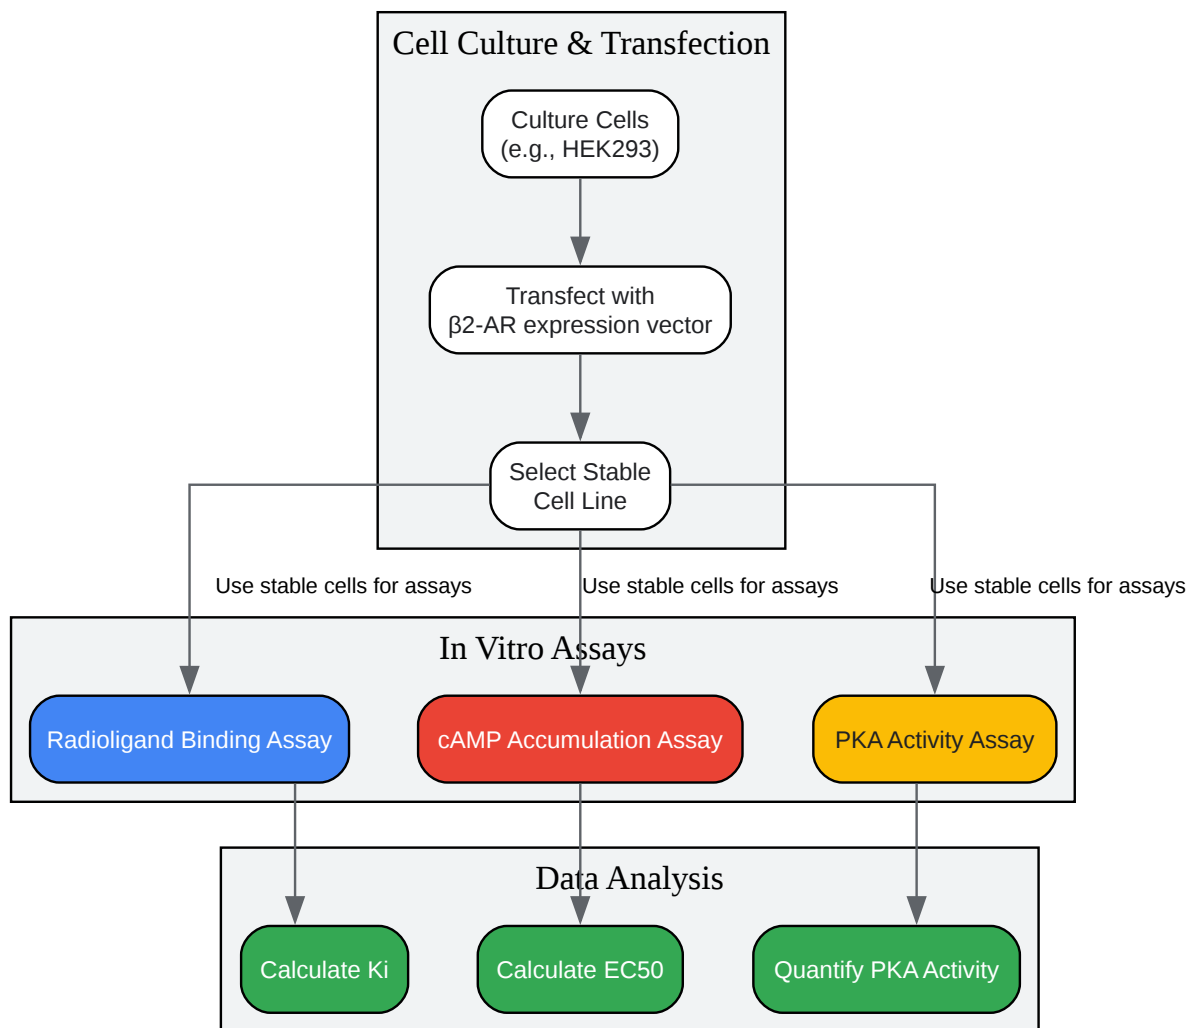 Cell Culture & Transfection
Culture Cells
(e.g., HEK293)
Transfect with
β2-AR expression vector
Select Stable
Cell Line
Use stable cells for assays
Use stable cells for assays
Use stable cells for assays
In Vitro Assays
Radioligand Binding Assay
cAMP Accumulation Assay
PKA Activity Assay
Data Analysis
Calculate Ki
Calculate EC50
Quantify PKA Activity